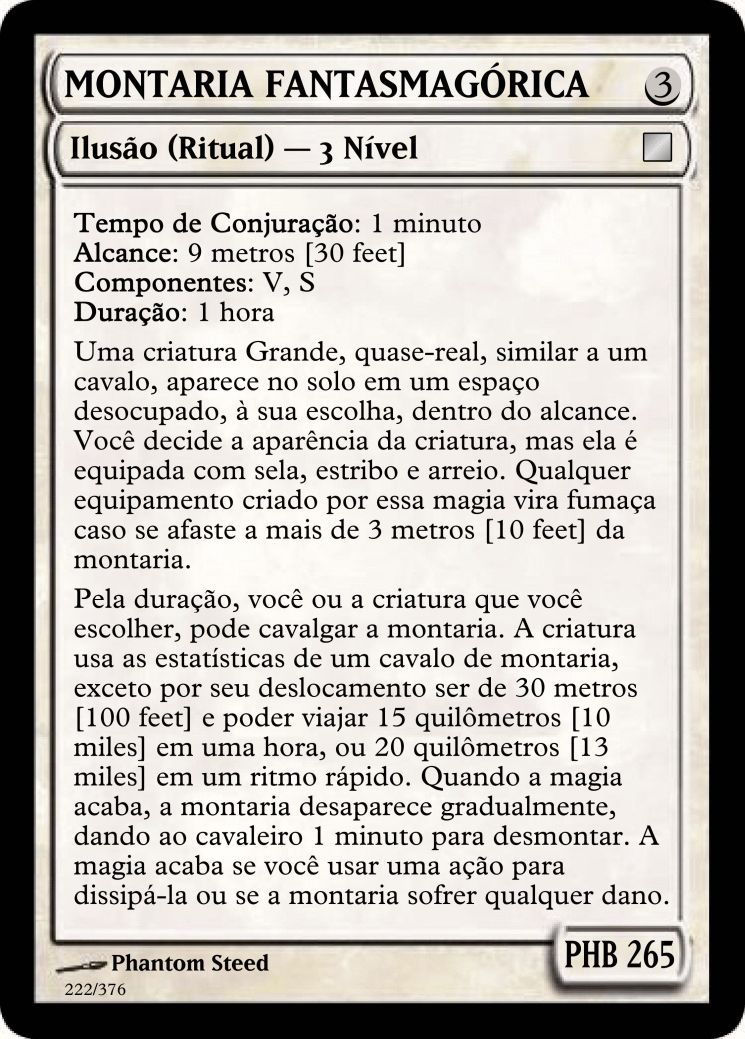 MONTARIA FANTASMAGÓRICA 3
Ilusão (Ritual) — 3 Nível
Tempo de Conjuração: 1 minuto
Alcance: 9 metros [30 feet]
Componentes: V, S
Duração: 1 hora
Uma criatura Grande, quase-real, similar a um
cavalo, aparece no solo em um espaço
desocupado, à sua escolha, dentro do alcance.
Você decide a aparência da criatura, mas ela é
equipada com sela, estribo e arreio. Qualquer
equipamento criado por essa magia vira fumaça
caso se afaste a mais de 3 metros [10 feet] da
montaria.
Pela duração, você ou a criatura que você
escolher, pode cavalgar a montaria. A criatura
usa as estatísticas de um cavalo de montaria,
exceto por seu deslocamento ser de 30 metros
[100 feet] e poder viajar 15 quilômetros [10
miles] em uma hora, ou 20 quilômetros [13
miles] em um ritmo rápido. Quando a magia
acaba, a montaria desaparece gradualmente,
dando ao cavaleiro 1 minuto para desmontar. A
magia acaba se você usar uma ação para
dissipá-la ou se a montaria sofrer qualquer dano.
PHB 265
Phantom Steed
222/376